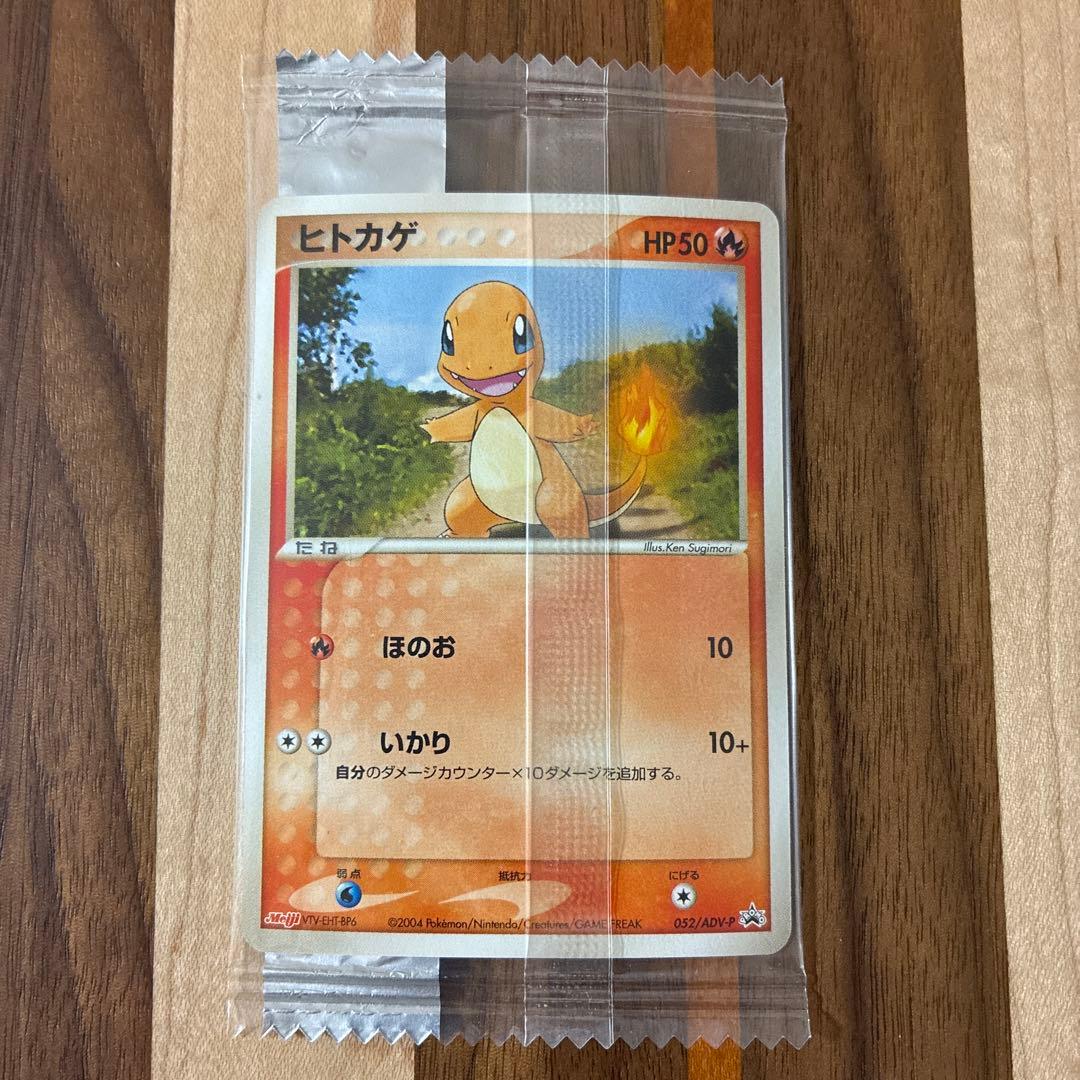 ヒトカゲ HP50
たね Illus.Ken Sugimori
ほのお 10
いかり 10+
自分のダメージカウンター×10ダメージを追加する。
弱点 抵抗力 にげる
Meiji VTV-EHT-BP6 ©2004 Pokémon/Nintendo/Creatures/GAME FREAK 052/ADV-P